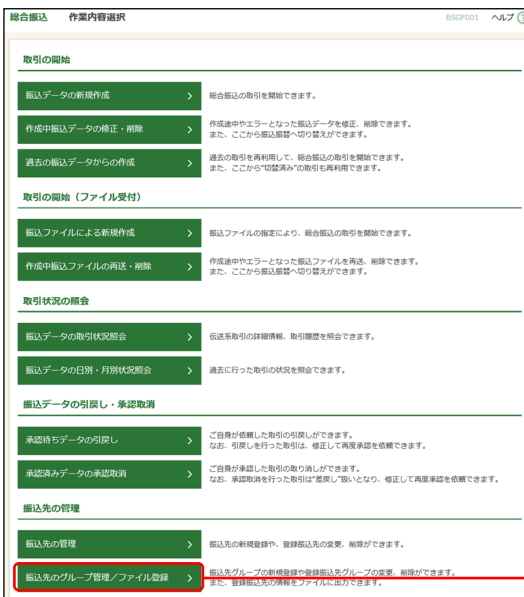 総合振込 作業内容選択 BSGF001 ヘルプ
取引の開始
振込データの新規作成 総合振込の取引を開始できます。
作成中振込データの修正・削除 作成途中やエラーとなった振込データを修正、削除できます。
また、ここから振込振替へ切り替えができます。
過去の振込データからの作成 過去の取引を再利用して、総合振込の取引を開始できます。
また、ここから“切替済み”の取引も再利用できます。
取引の開始（ファイル受付）
振込ファイルによる新規作成 振込ファイルの指定により、総合振込の取引を開始できます。
作成中振込ファイルの再送・削除 作成途中やエラーとなった振込ファイルを再送、削除できます。
また、ここから振込振替へ切り替えができます。
取引状況の照会
振込データの取引状況照会 伝送系取引の詳細情報、取引履歴を照会できます。
振込データの日別・月別状況照会 過去に行った取引の状況を照会できます。
振込データの引戻し・承認取消
承認待ちデータの引戻し ご自身が依頼した取引の引戻しができます。
なお、引戻しを行った取引は、修正して再度承認を依頼できます。
承認済みデータの承認取消 ご自身が承認した取引の取り消しができます。
なお、承認取消を行った取引は“差戻し”扱いとなり、修正して再度承認を依頼できます。
振込先の管理
振込先の管理 振込先の新規登録や、登録振込先の変更、削除ができます。
振込先のグループ管理／ファイル登録 振込先グループの新規登録や登録振込先グループの変更、削除ができます。
また、登録振込先の情報をファイルに出力できます。